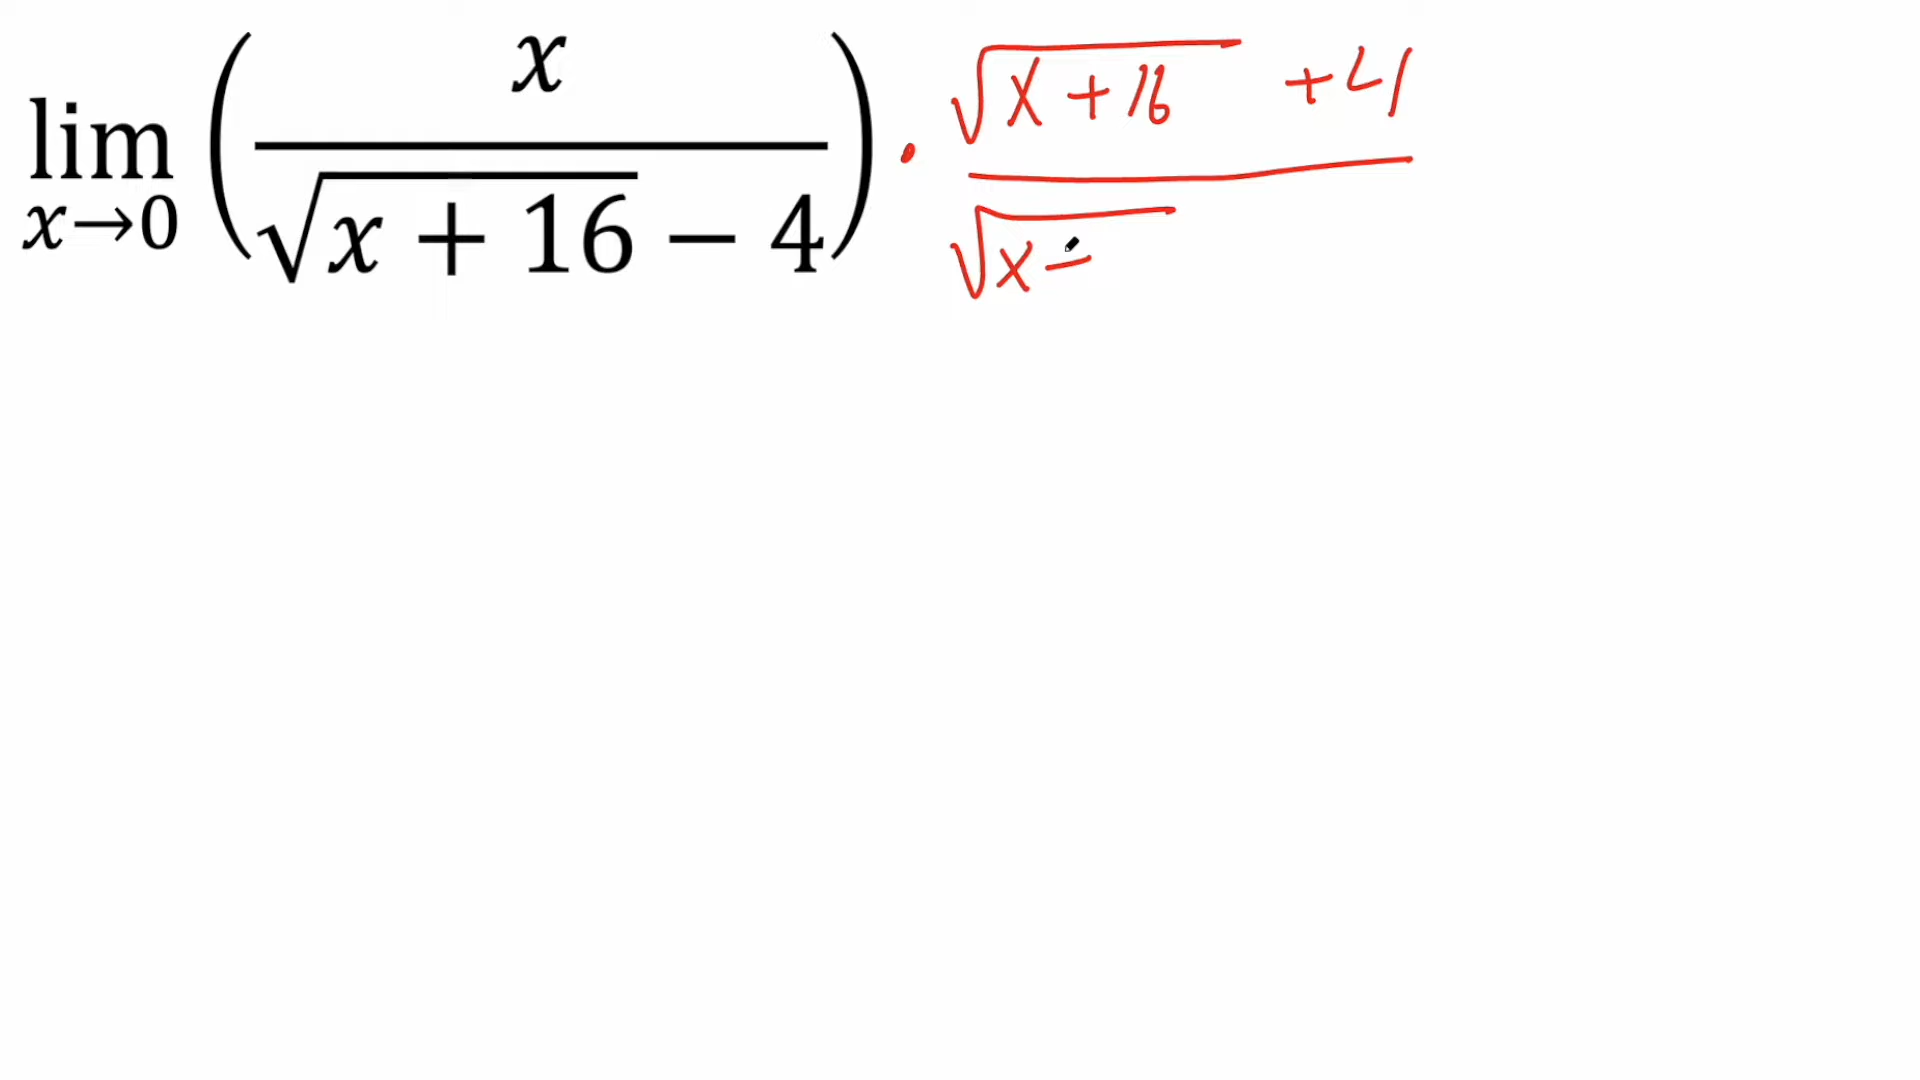 lim x→0 ( x / √(x + 16) − 4 ) · √(x + 16) + 4 / √(x −